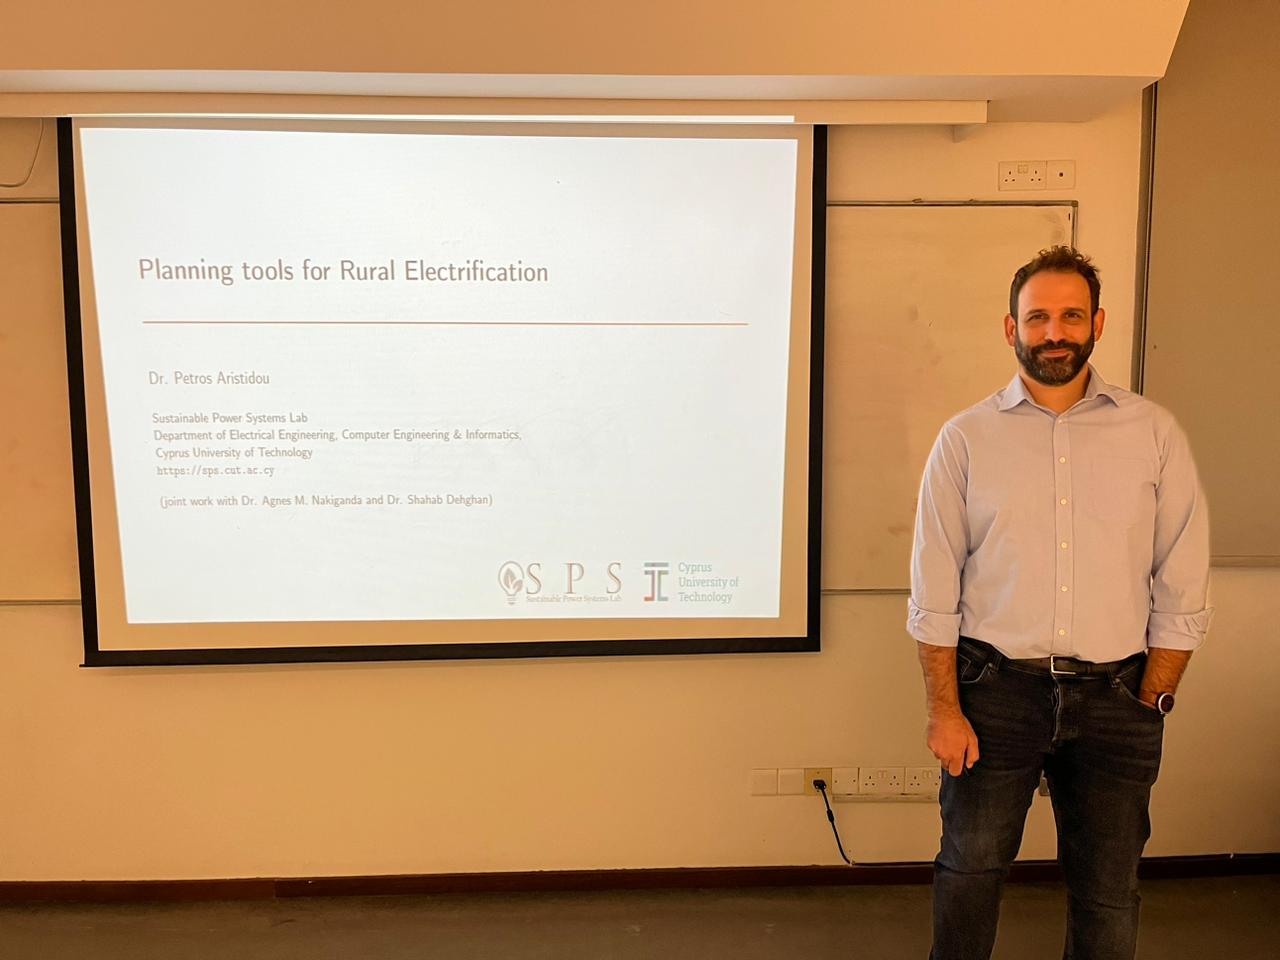 Planning tools for Rural Electrification
Dr. Petros Aristidou
Sustainable Power Systems Lab
Department of Electrical Engineering, Computer Engineering & Informatics,
Cyprus University of Technology
https://sps.cut.ac.cy
(joint work with Dr. Agnes M. Nakiganda and Dr. Shahab Dehghan)
S P S
Sustainable Power Systems Lab
Cyprus
University of
Technology